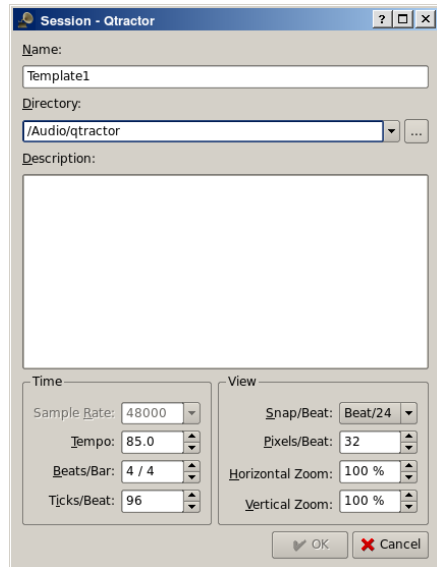 Session - Qtractor
Name:
Template1
Directory:
/Audio/qtractor
...
Description:
Time
Sample Rate: 48000
Tempo: 85.0
Beats/Bar: 4 / 4
Ticks/Beat: 96
View
Snap/Beat: Beat/24
Pixels/Beat: 32
Horizontal Zoom: 100 %
Vertical Zoom: 100 %
OK
Cancel